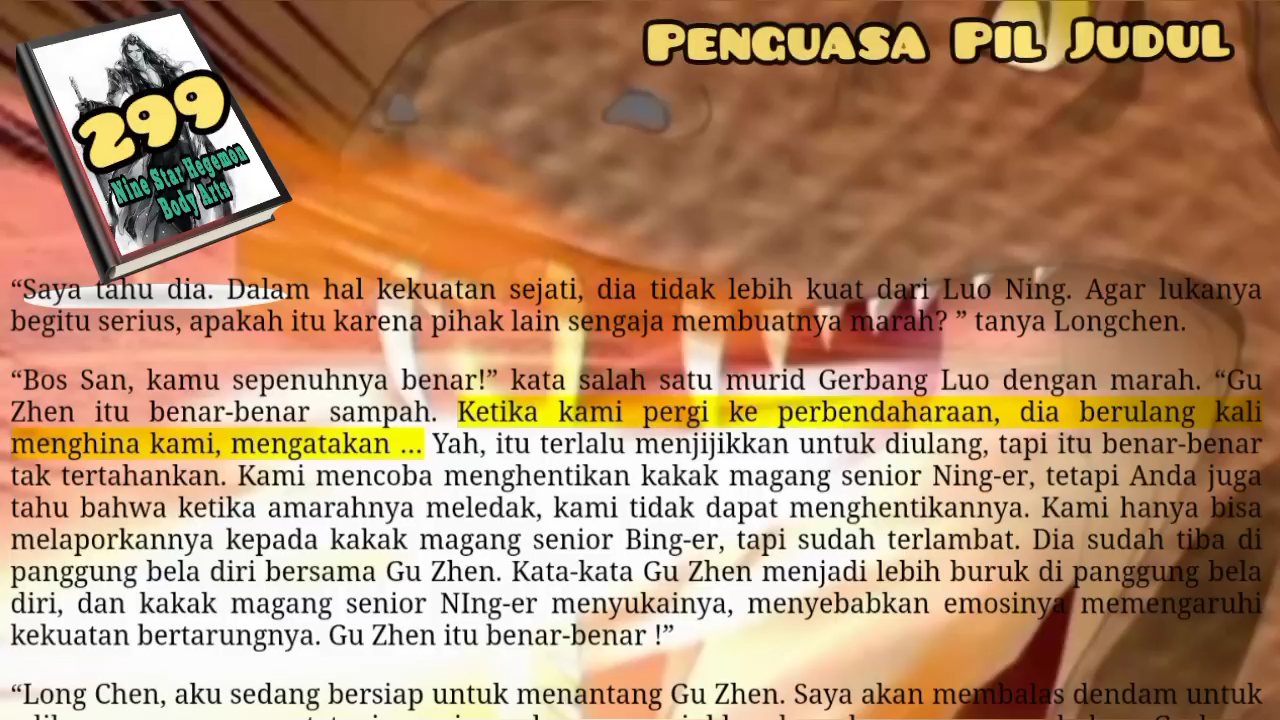 Penguasa Pil Judul
299
Nine Star Hegemon
Body Arts
“Saya tahu dia. Dalam hal kekuatan sejati, dia tidak lebih kuat dari Luo Ning. Agar lukanya
begitu serius, apakah itu karena pihak lain sengaja membuatnya marah? ” tanya Longchen.
“Bos San, kamu sepenuhnya benar!” kata salah satu murid Gerbang Luo dengan marah. “Gu
Zhen itu benar-benar sampah. Ketika kami pergi ke perbendaharaan, dia berulang kali
menghina kami, mengatakan ... Yah, itu terlalu menjijikkan untuk diulang, tapi itu benar-benar
tak tertahankan. Kami mencoba menghentikan kakak magang senior Ning-er, tetapi Anda juga
tahu bahwa ketika amarahnya meledak, kami tidak dapat menghentikannya. Kami hanya bisa
melaporkannya kepada kakak magang senior Bing-er, tapi sudah terlambat. Dia sudah tiba di
panggung bela diri bersama Gu Zhen. Kata-kata Gu Zhen menjadi lebih buruk di panggung bela
diri, dan kakak magang senior NIng-er menyukainya, menyebabkan emosinya memengaruhi
kekuatan bertarungnya. Gu Zhen itu benar-benar !”
“Long Chen, aku sedang bersiap untuk menantang Gu Zhen. Saya akan membalas dendam untuk